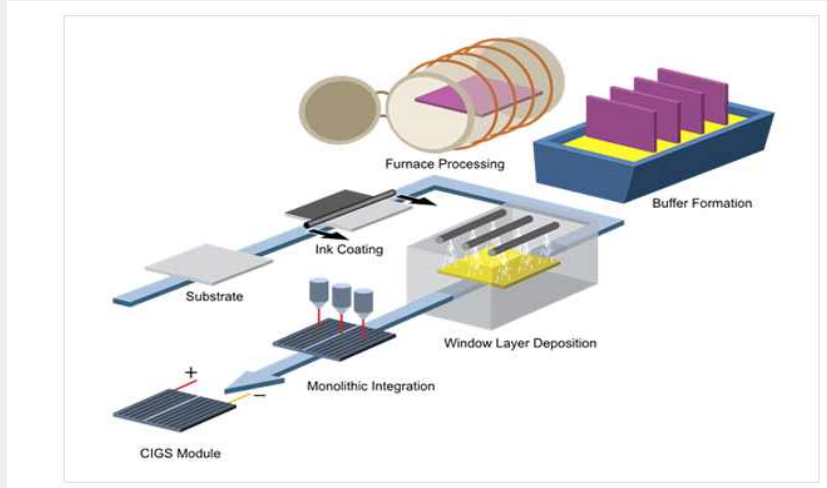 Furnace Processing
Buffer Formation
Ink Coating
Substrate
Window Layer Deposition
Monolithic Integration
+
−
CIGS Module